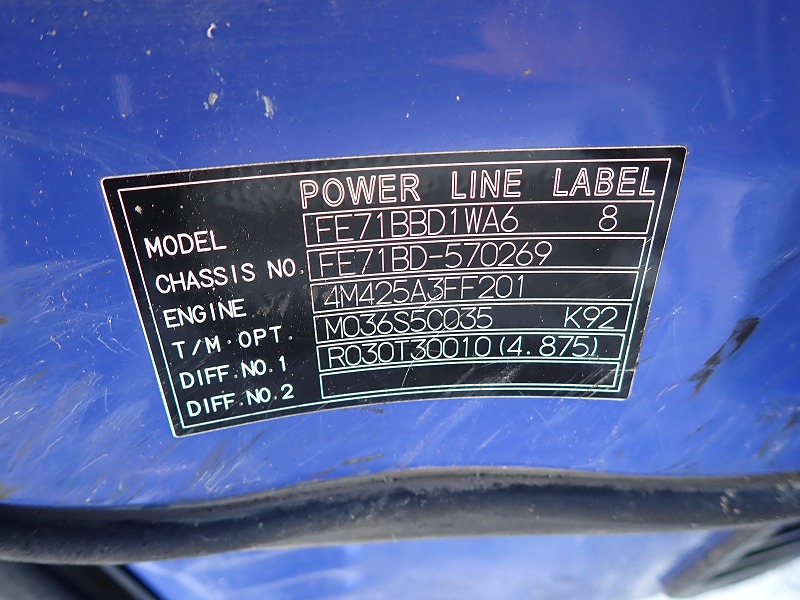 POWER LINE LABEL
MODEL FE71BBD1WA6 8
CHASSIS NO. FE71BD-570269
ENGINE 4M425A3FF201
T/M.OPT. M036S5C035 K92
DIFF.NO.1 R030T30010(4.875)
DIFF.NO.2